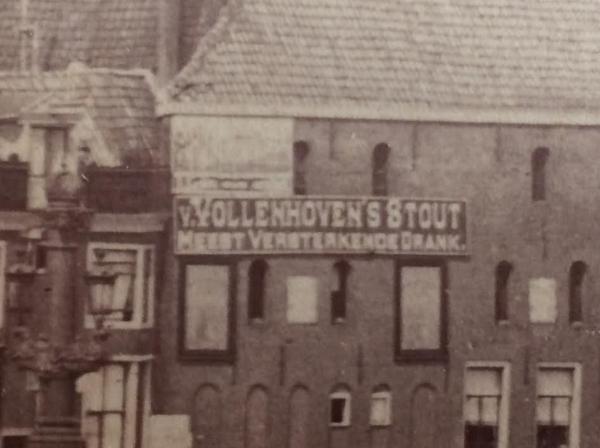 V. VOLLENHOVEN'S STOUT
MEEST VERSTERKENDE DRANK.